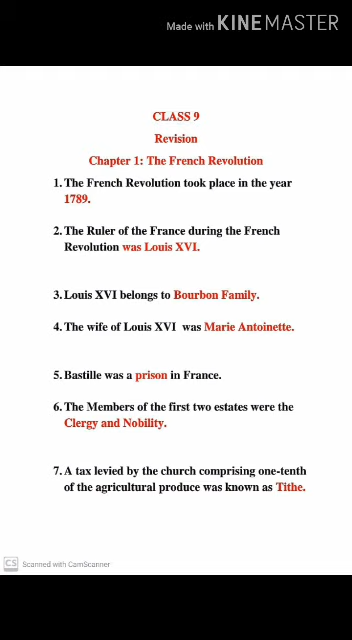 Made with KINEMASTER
CLASS 9
Revision
Chapter 1: The French Revolution
1. The French Revolution took place in the year
1789.
2. The Ruler of the France during the French
Revolution was Louis XVI.
3. Louis XVI belongs to Bourbon Family.
4. The wife of Louis XVI was Marie Antoinette.
5. Bastille was a prison in France.
6. The Members of the first two estates were the
Clergy and Nobility.
7. A tax levied by the church comprising one-tenth
of the agricultural produce was known as Tithe.
CS Scanned with CamScanner